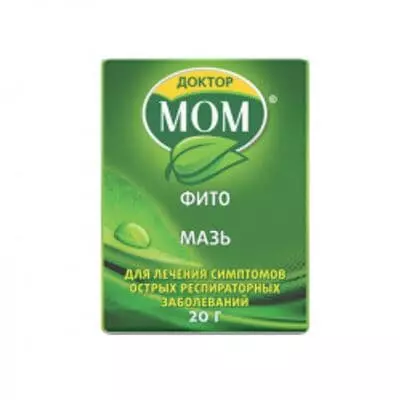 ДОКТОР
МОМ®
ФИТО
МАЗЬ
ДЛЯ ЛЕЧЕНИЯ СИМПТОМОВ
ОСТРЫХ РЕСПИРАТОРНЫХ
ЗАБОЛЕВАНИЙ
20 Г